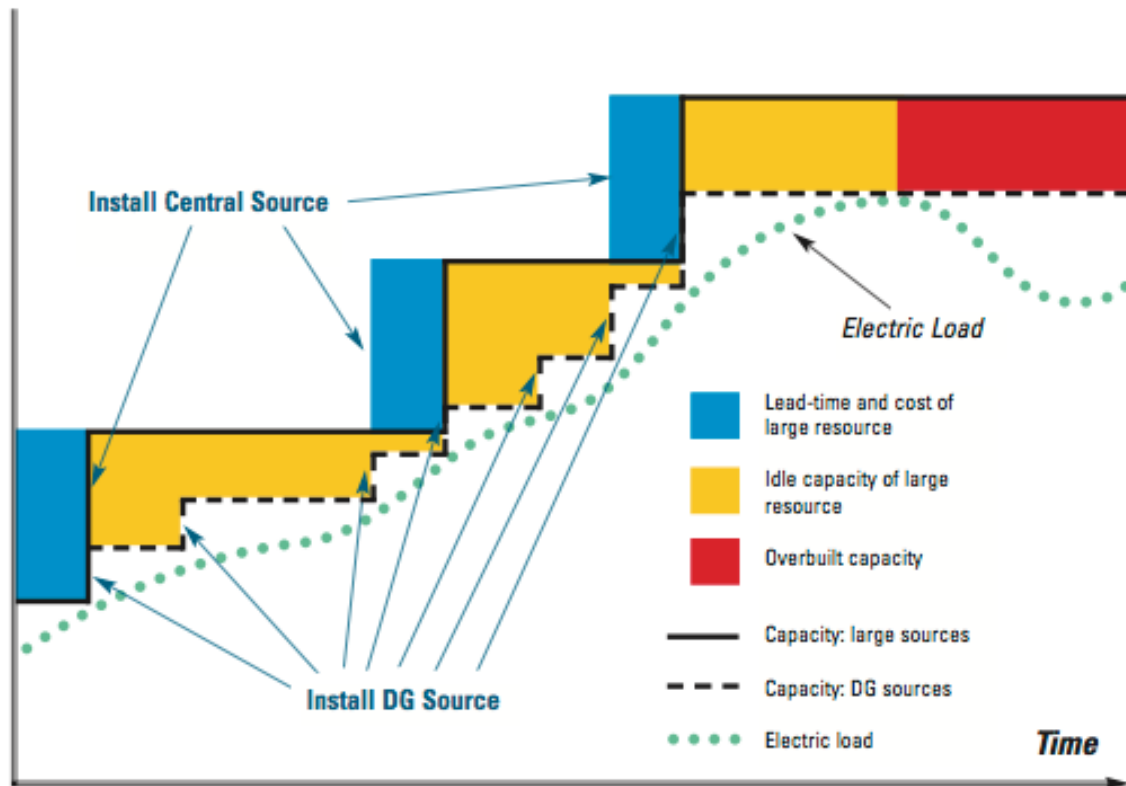 Install Central Source
Electric Load
Lead-time and cost of
large resource
Idle capacity of large
resource
Overbuilt capacity
Capacity: large sources
Install DG Source
Capacity: DG sources
Electric load
Time